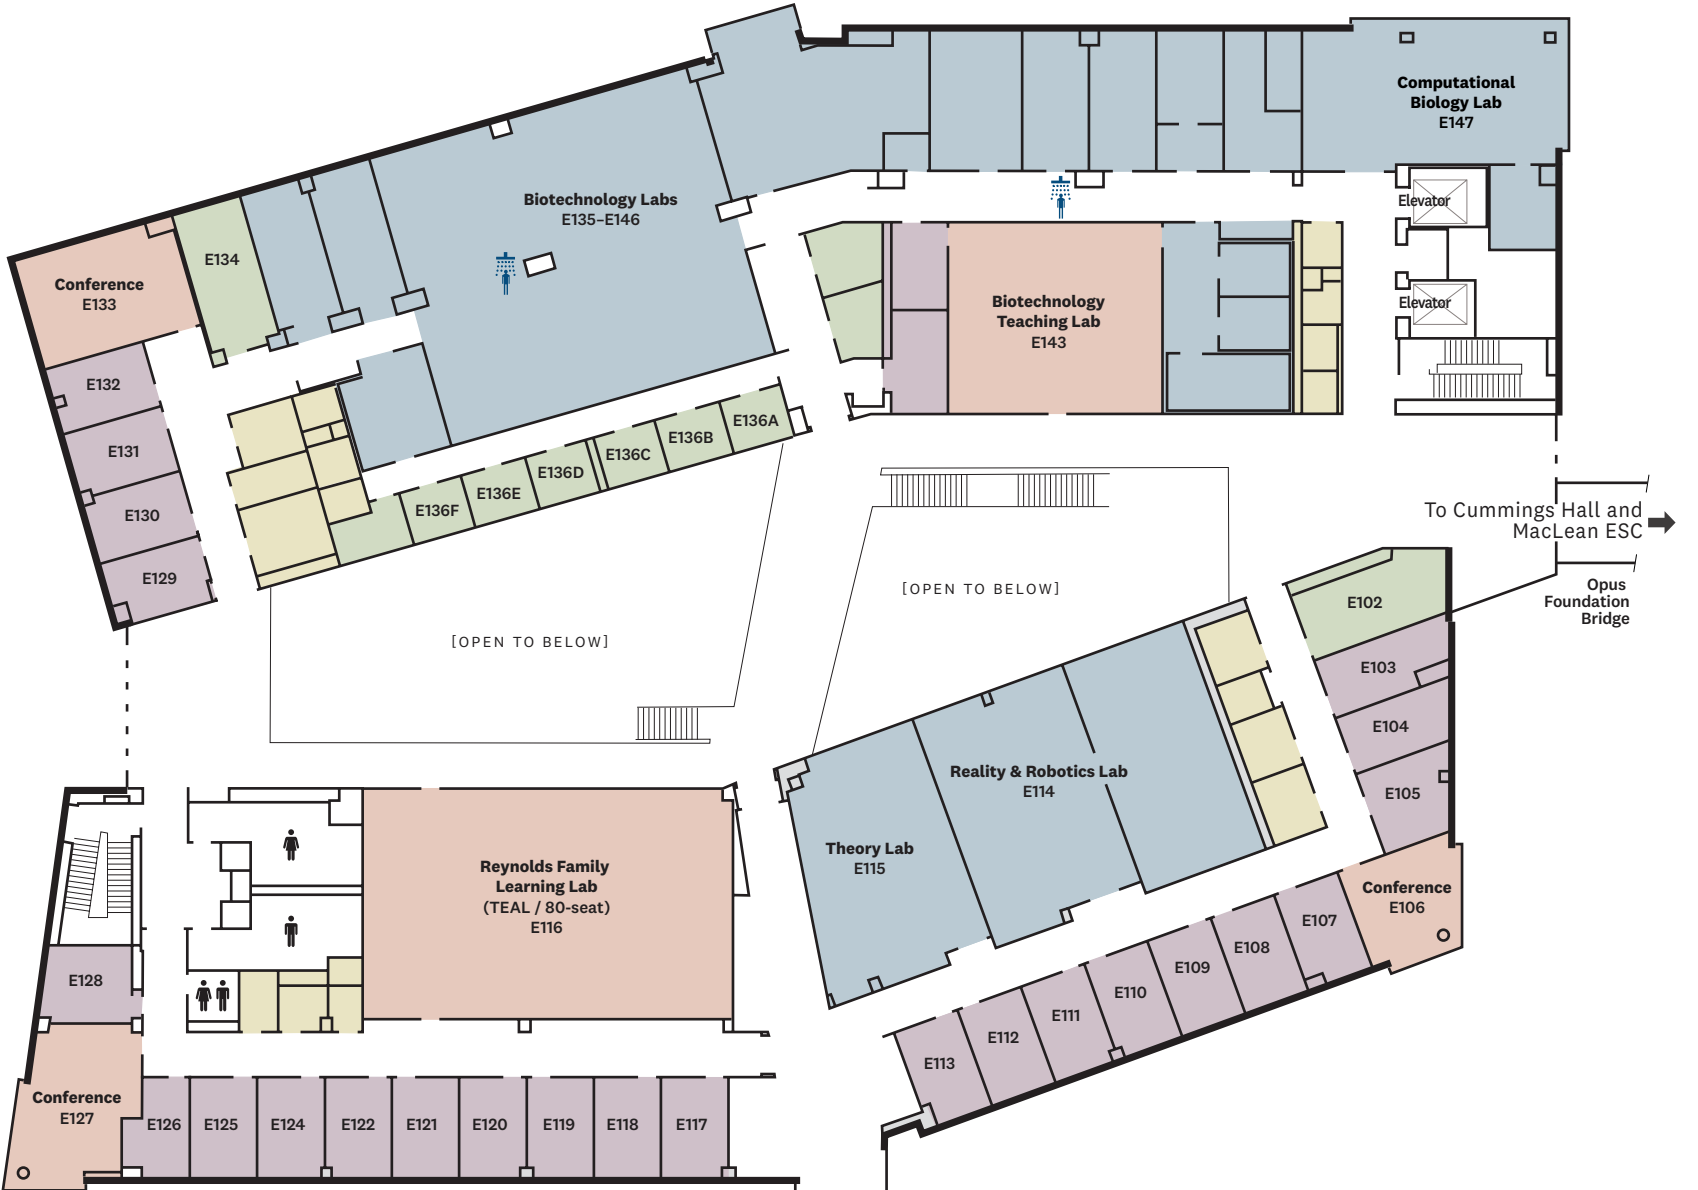 Computational
Biology Lab
E147
Elevator
Elevator
Biotechnology Labs
E135–E146
E134
Conference
E133
Biotechnology
Teaching Lab
E143
E132
E131
E130
E129
E136A
E136B
E136C
E136D
E136E
E136F
To Cummings Hall and
MacLean ESC
Opus
Foundation
Bridge
[OPEN TO BELOW]
[OPEN TO BELOW]
E102
E103
E104
E105
Conference
E106
Reality & Robotics Lab
E114
Theory Lab
E115
Reynolds Family
Learning Lab
(TEAL / 80-seat)
E116
E107
E108
E109
E110
E111
E112
E113
E128
Conference
E127
E126
E125
E124
E122
E121
E120
E119
E118
E117